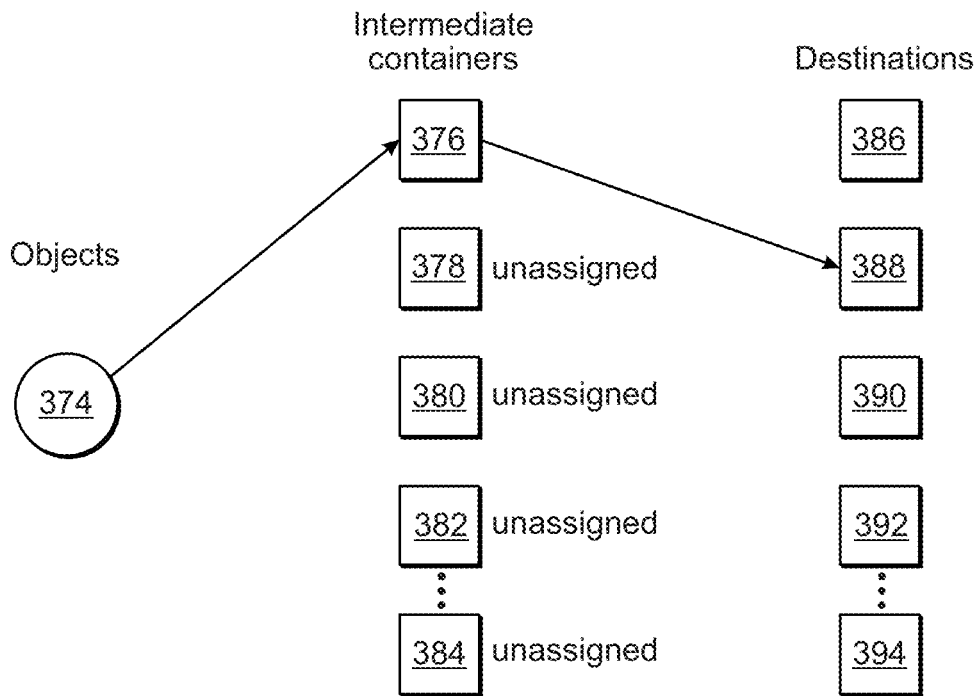 Intermediate
containers
Destinations
376
386
Objects
378 unassigned
388
374
380 unassigned
390
382 unassigned
392
384 unassigned
394